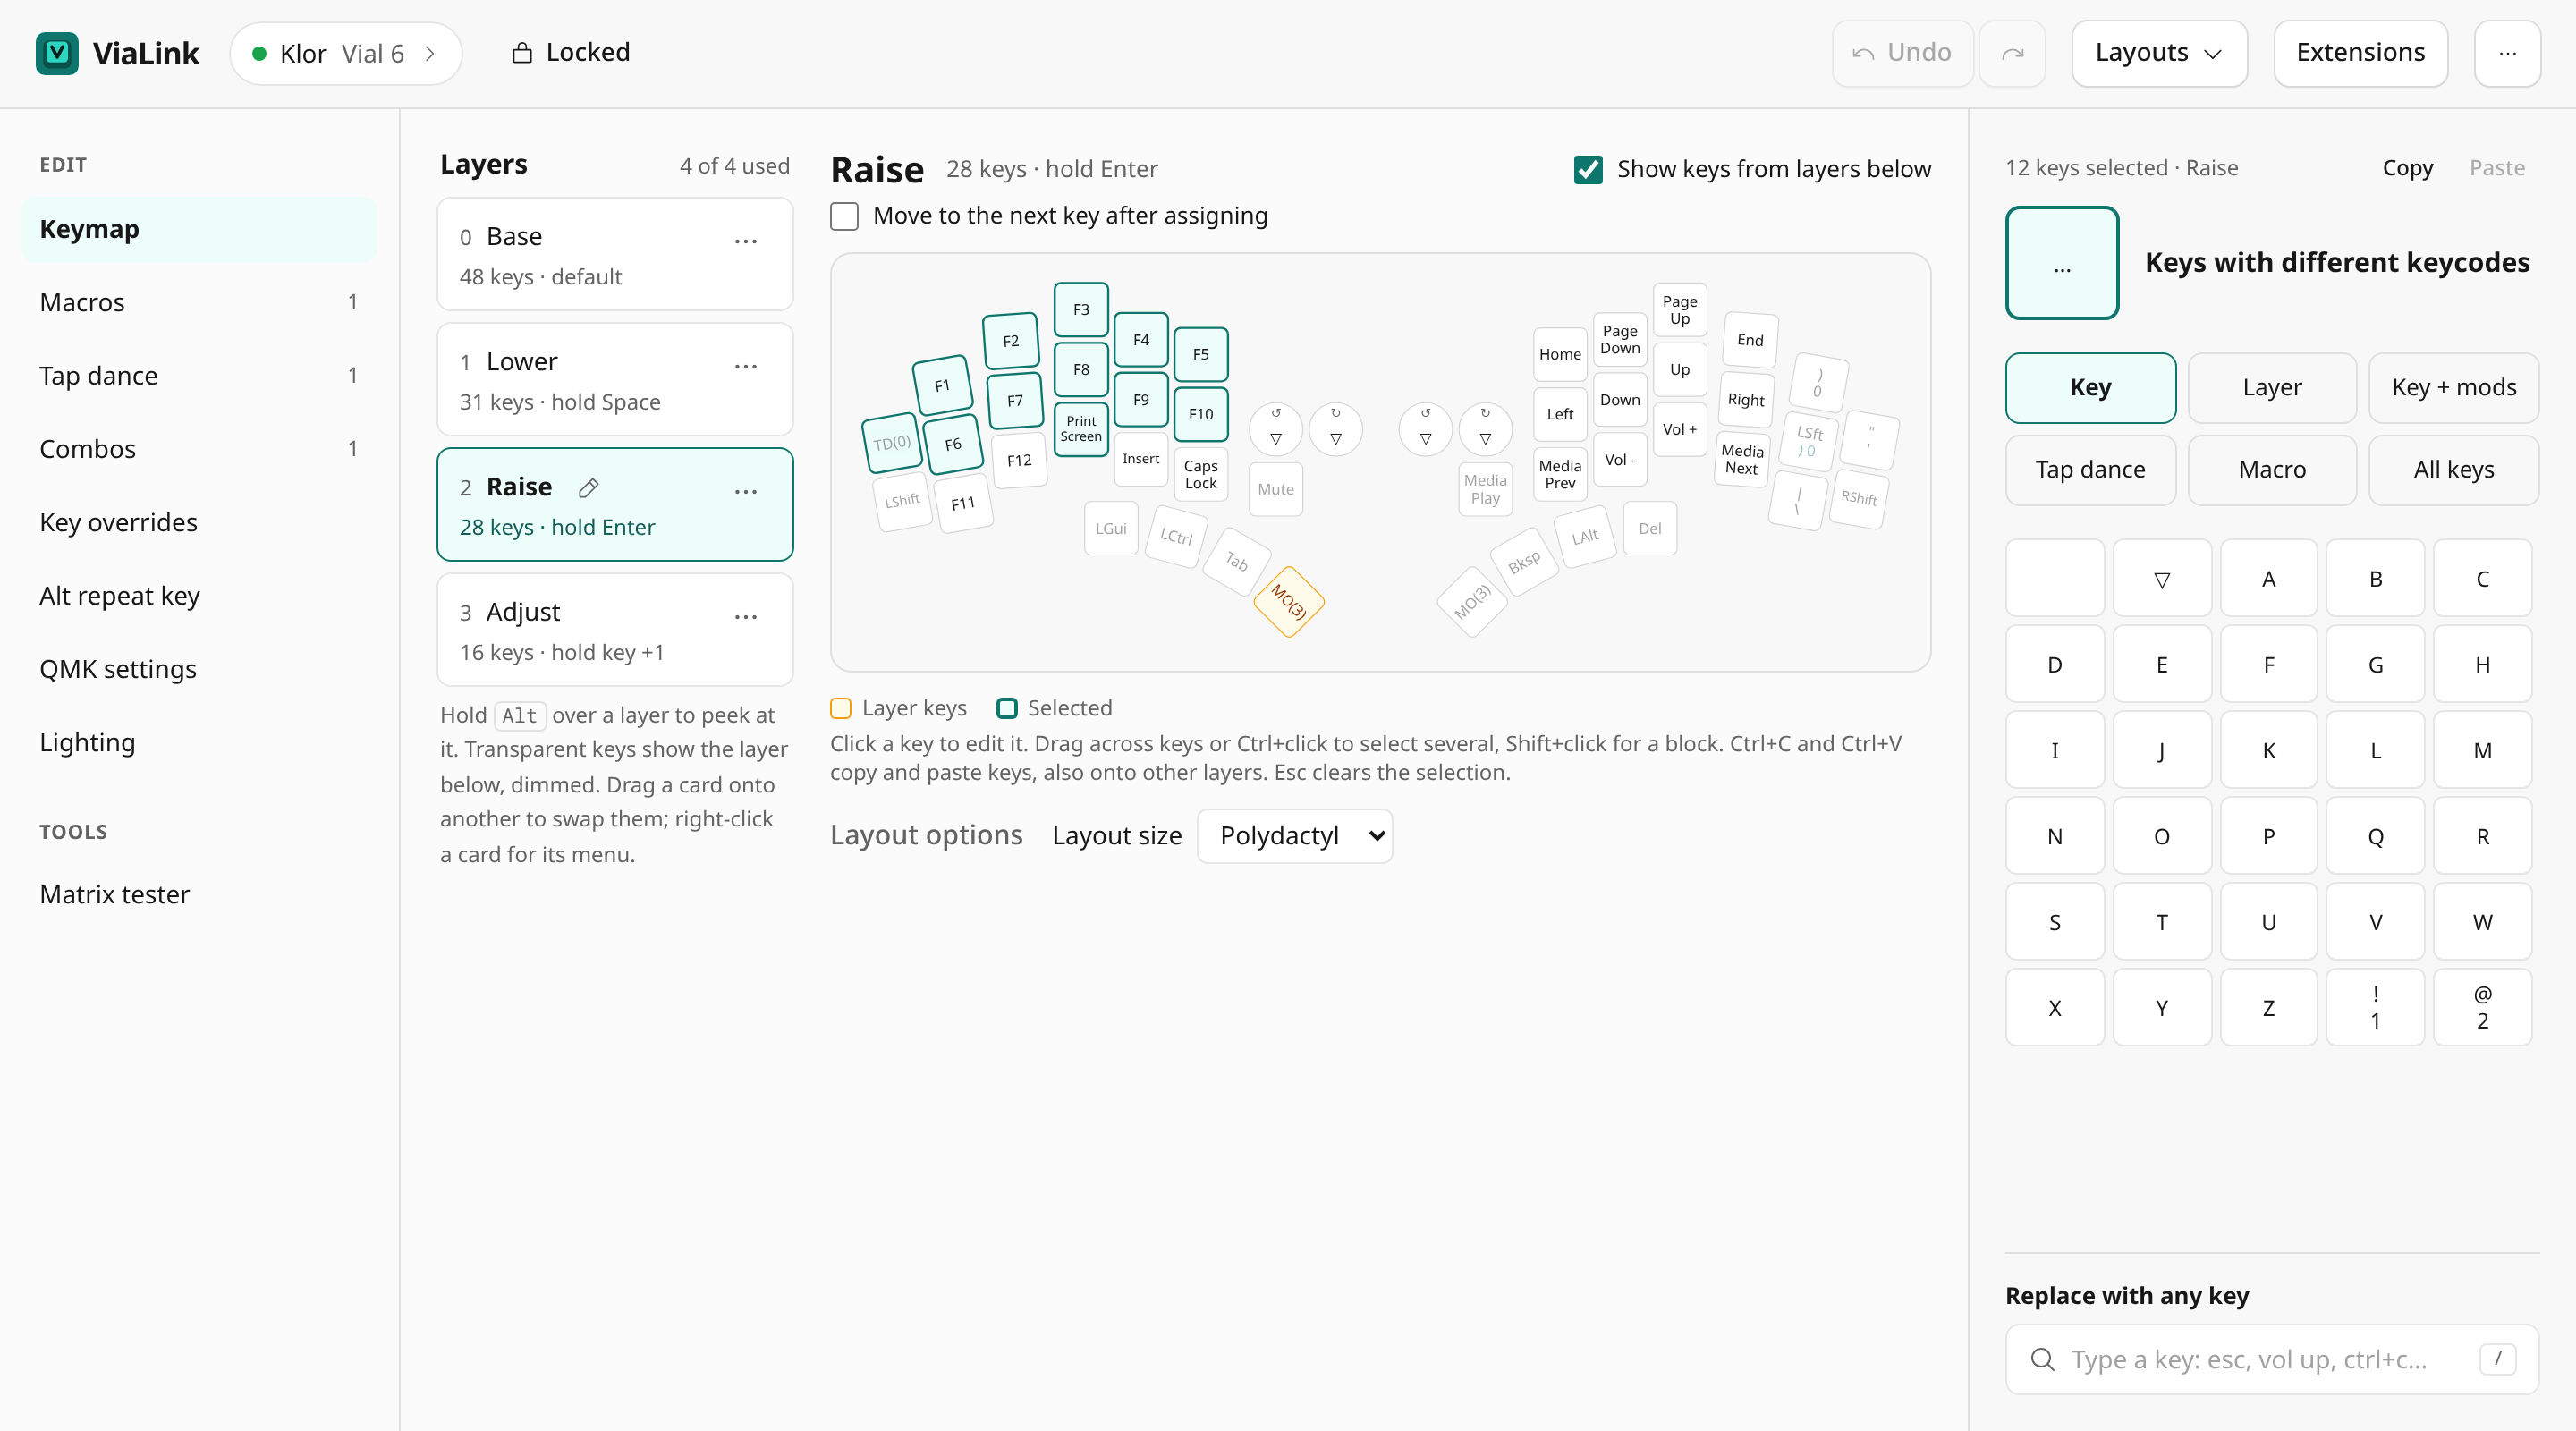 ViaLink
Klor Vial 6
Locked
Undo
Layouts
Extensions
...
EDIT
Keymap
Macros 1
Tap dance 1
Combos 1
Key overrides
Alt repeat key
QMK settings
Lighting
TOOLS
Matrix tester
Layers 4 of 4 used
0 Base ...
48 keys · default
1 Lower ...
31 keys · hold Space
2 Raise ...
28 keys · hold Enter
3 Adjust ...
16 keys · hold key +1
Hold Alt over a layer to peek at
it. Transparent keys show the layer
below, dimmed. Drag a card onto
another to swap them; right-click
a card for its menu.
Raise 28 keys · hold Enter
Show keys from layers below
Move to the next key after assigning
F3
F2
F4
F5
F1
F8
F7
F9
F10
TD(0)
F6
Print
Screen
F12
Insert
Caps
Lock
LShift
F11
↺
▽
↻
▽
Mute
LGui
LCtrl
Tab
MO(3)
Page
Up
Page
Down
Home
End
Up
)
0
Left
Down
Right
↺
▽
↻
▽
Vol +
LSft
) 0
"
'
Media
Play
Media
Prev
Vol -
Media
Next
|
\
RShift
MO(3)
Bksp
LAlt
Del
Layer keys Selected
Click a key to edit it. Drag across keys or Ctrl+click to select several, Shift+click for a block. Ctrl+C and Ctrl+V
copy and paste keys, also onto other layers. Esc clears the selection.
Layout options Layout size Polydactyl
12 keys selected · Raise Copy Paste
... Keys with different keycodes
Key Layer Key + mods
Tap dance Macro All keys
▽ A B C
D E F G H
I J K L M
N O P Q R
S T U V W
X Y Z ! @
1 2
Replace with any key
Type a key: esc, vol up, ctrl+c... /